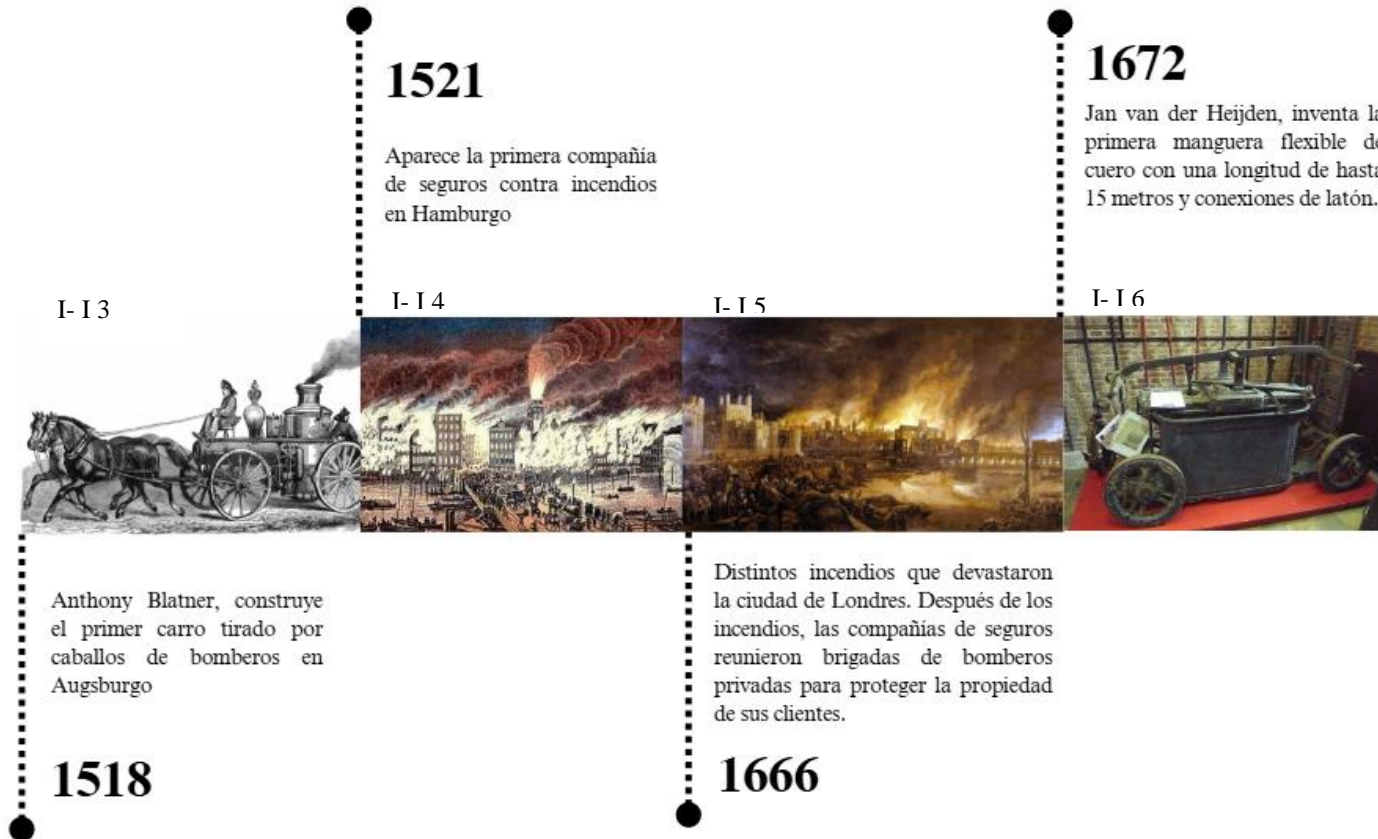 1521
Aparece la primera compañía
de seguros contra incendios
en Hamburgo
1672
Jan van der Heijden, inventa la
primera manguera flexible de
cuero con una longitud de hasta
15 metros y conexiones de latón.
I- I 3
I- I 4
I- I 5
I- I 6
Anthony Blatner, construye
el primer carro tirado por
caballos de bomberos en
Augsburgo
1518
Distintos incendios que devastaron
la ciudad de Londres. Después de los
incendios, las compañías de seguros
reunieron brigadas de bomberos
privadas para proteger la propiedad
de sus clientes.
1666